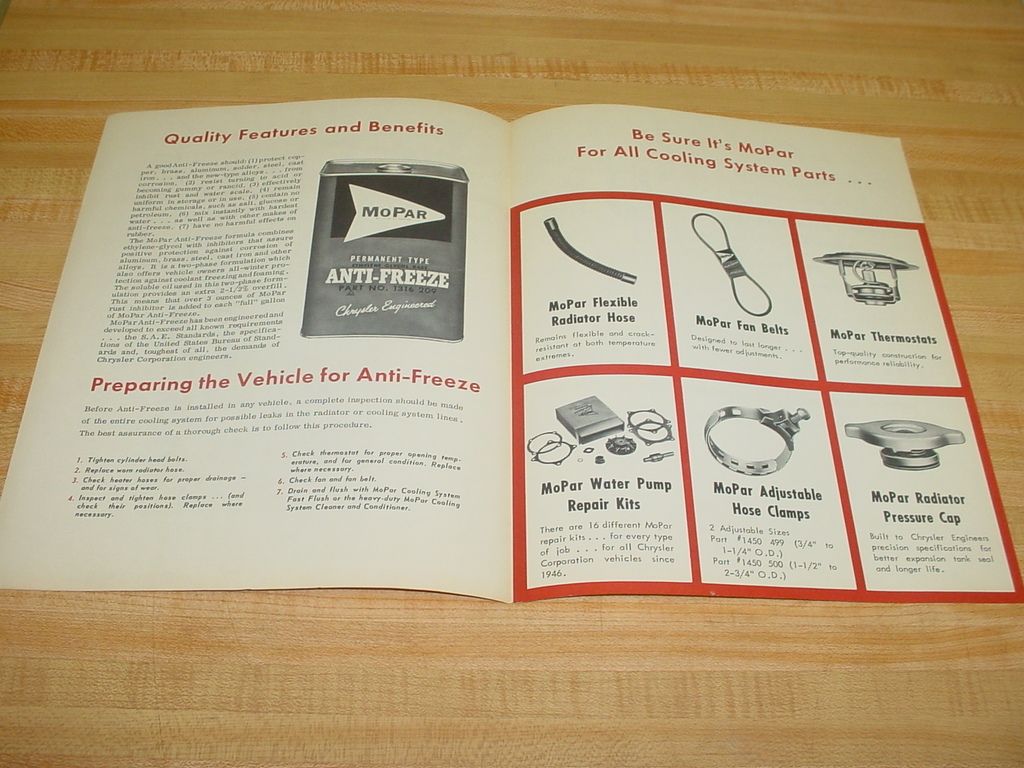 Quality Features and Benefits
A good Anti-Freeze should: (1) protect cop-
per, brass, aluminum, solder, steel, cast
iron . . . and the new-type alloys . . . from
corrosion. (2) resist turning to acid or
becoming gummy or rancid. (3) effectively
inhibit rust and water scale. (4) remain
uniform in storage or in use. (5) contain no
harmful chemicals, such as salt, glucose or
petroleum. (6) mix instantly with hardest
water . . . as well as with other makes of
anti-freeze. (7) have no harmful effects on
rubber.
The MoPar Anti-Freeze formula combines
ethylene-glycol with inhibitors that assure
positive protection against corrosion of
aluminum, brass, steel, cast iron and other
alloys. It is a two-phase formulation which
also offers vehicle owners all-winter pro-
tection against coolant freezing and foaming.
The soluble oil used in this two-phase form-
ulation provides an extra 2-1/2% overfill.
This means that over 3 ounces of MoPar
rust inhibitor is added to each "full" gallon
of MoPar Anti-Freeze.
MoPar Anti-Freeze has been engineered and
developed to exceed all known requirements
. . . the S.A.E. Standards, the specifica-
tions of the United States Bureau of Stand-
ards and, toughest of all, the demands of
Chrysler Corporation engineers.
MOPAR
PERMANENT TYPE
ANTI-FREEZE
PART NO. 1316 209
Chrysler Engineered
Preparing the Vehicle for Anti-Freeze
Before Anti-Freeze is installed in any vehicle, a complete inspection should be made
of the entire cooling system for possible leaks in the radiator or cooling system lines.
The best assurance of a thorough check is to follow this procedure.
1. Tighten cylinder head bolts.
2. Replace worn radiator hose.
3. Check heater hoses for proper drainage —
and for signs of wear.
4. Inspect and tighten hose clamps . . . (and
check their positions). Replace where
necessary.
5. Check thermostat for proper opening temp-
erature, and for general condition. Replace
where necessary.
6. Check fan and fan belt.
7. Drain and flush with MoPar Cooling System
Fast Flush or the heavy-duty MoPar Cooling
System Cleaner and Conditioner.
Be Sure It's MoPar
For All Cooling System Parts . . .
MoPar Flexible
Radiator Hose
Remains flexible and crack-
resistant at both temperature
extremes.
MoPar Fan Belts
Designed to last longer . . .
with fewer adjustments.
MoPar Thermostats
Top-quality construction for
performance reliability.
MoPar Water Pump
Repair Kits
There are 16 different MoPar
repair kits . . . for every type
of job . . . for all Chrysler
Corporation vehicles since
1946.
MoPar Adjustable
Hose Clamps
2 Adjustable Sizes
Part #1450 499 (3/4" to
1-1/4" O.D.)
Part #1450 500 (1-1/2" to
2-3/4" O.D.)
MoPar Radiator
Pressure Cap
Built to Chrysler Engineers
precision specifications for
better expansion tank seal
and longer life.